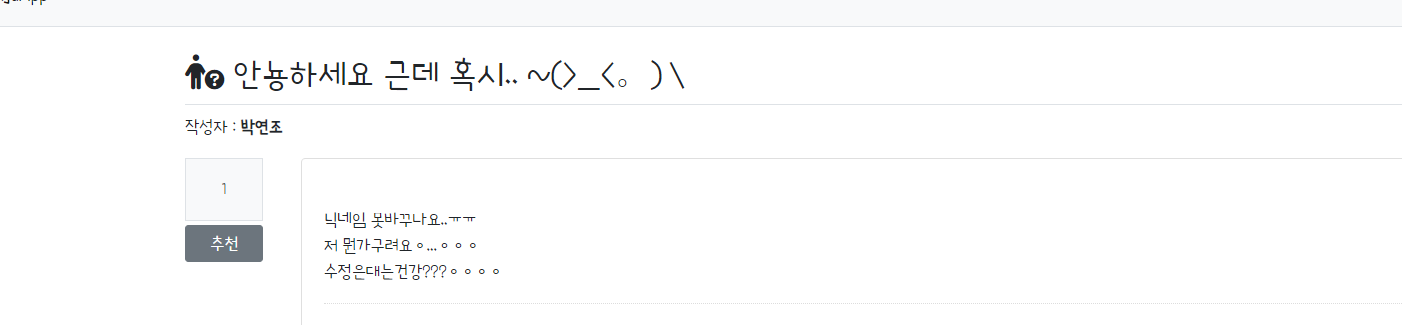 안뇽하세요 근데 혹시.. ~(>_<。)\
작성자 : 박연조
1
추천
닉네임 못바꾸나요..ㅠㅠ
저 뭔가구려요ㅇ...ㅇㅇㅇ
수정은대는건강???ㅇㅇㅇㅇ